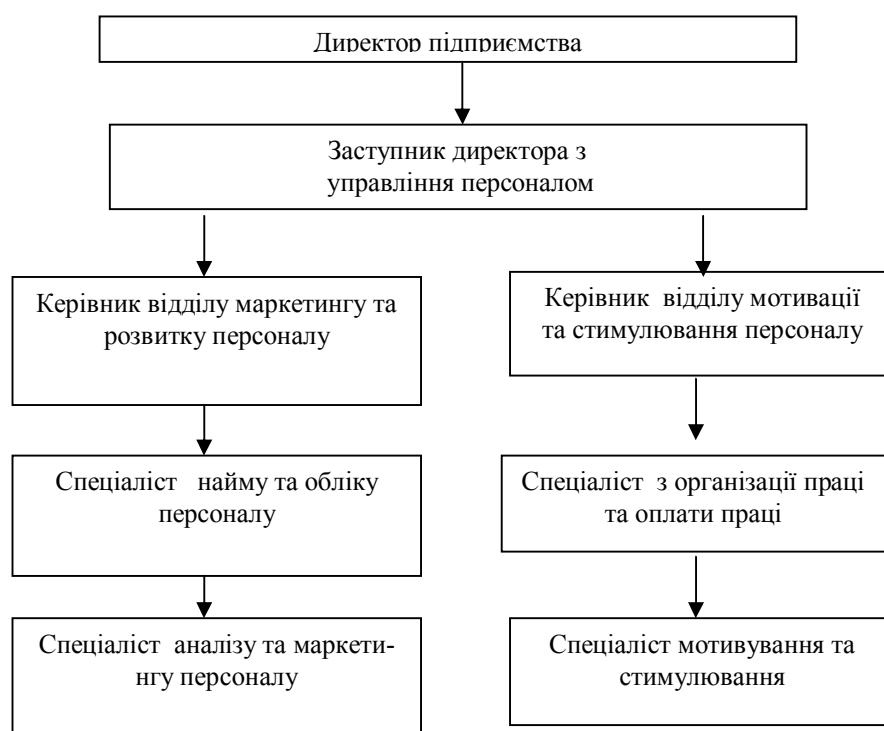 Директор підприємства
Заступник директора з
управління персоналом
Керівник відділу маркетингу та
розвитку персоналу
Керівник відділу мотивації
та стимулювання персоналу
Спеціаліст найму та обліку
персоналу
Спеціаліст з організації праці
та оплати праці
Спеціаліст аналізу та маркети-
нгу персоналу
Спеціаліст мотивування та
стимулювання